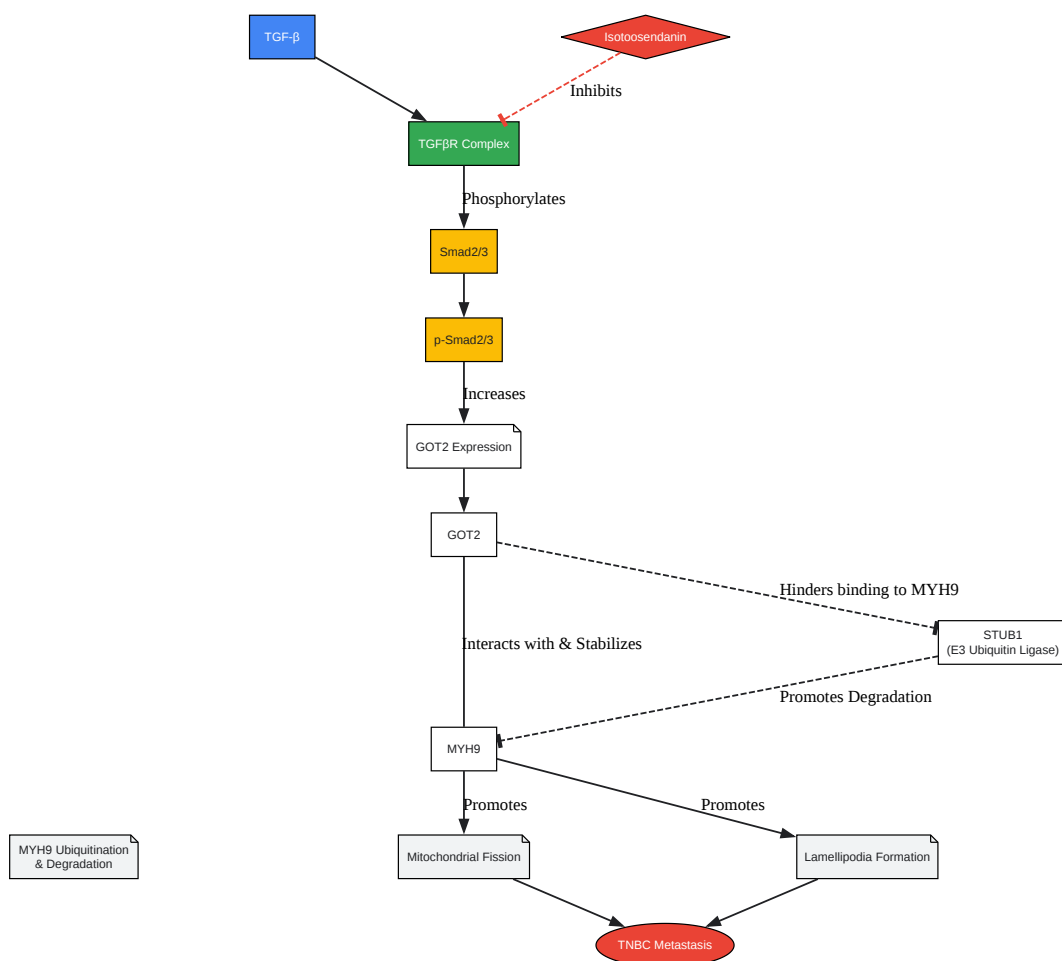 TGF-β
Isotoosendanin
Inhibits
TGFβR Complex
Phosphorylates
Smad2/3
p-Smad2/3
Increases
GOT2 Expression
GOT2
Hinders binding to MYH9
STUB1
(E3 Ubiquitin Ligase)
Interacts with & Stabilizes
Promotes Degradation
MYH9
Promotes
Promotes
MYH9 Ubiquitination
& Degradation
Mitochondrial Fission
Lamellipodia Formation
TNBC Metastasis